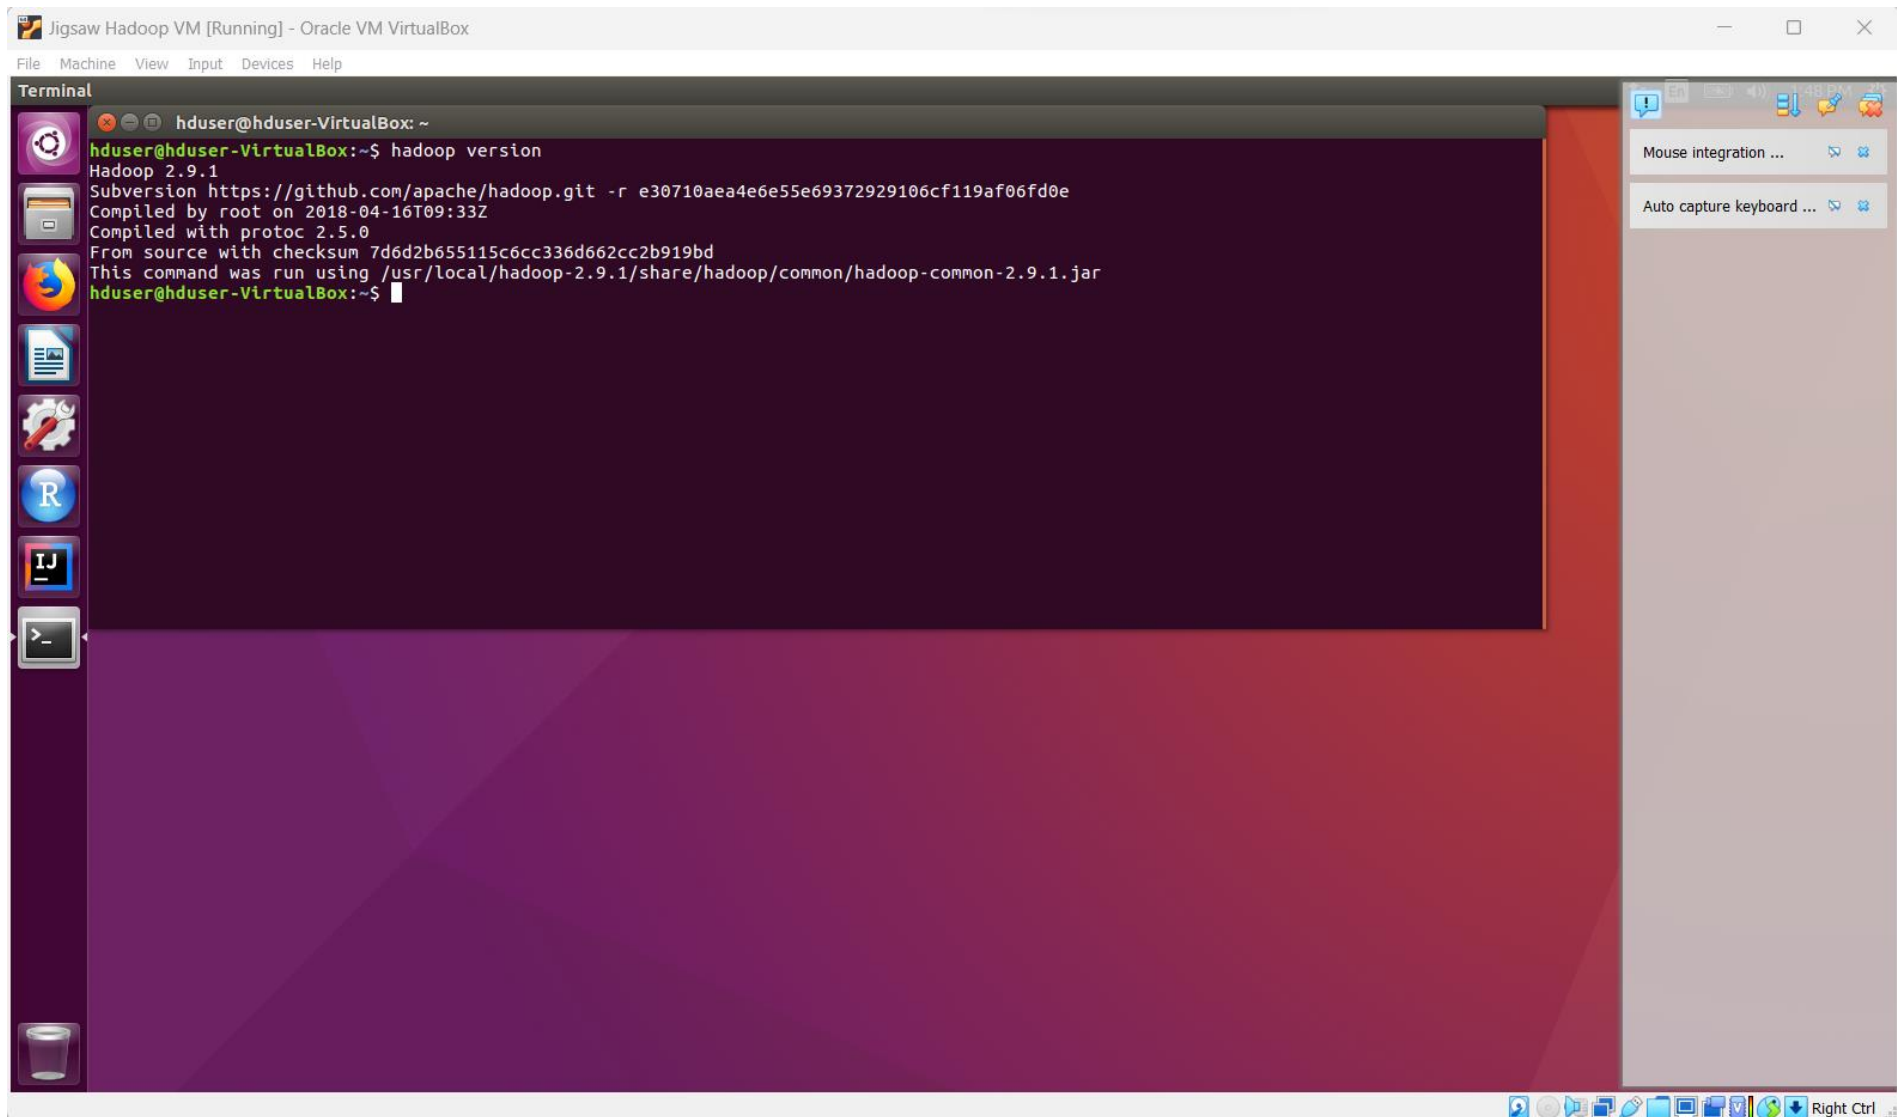 Jigsaw Hadoop VM [Running] - Oracle VM VirtualBox
File Machine View Input Devices Help
Terminal
hduser@hduser-VirtualBox: ~
hduser@hduser-VirtualBox:~$ hadoop version
Hadoop 2.9.1
Subversion https://github.com/apache/hadoop.git -r e30710aea4e6e55e69372929106cf119af06fd0e
Compiled by root on 2018-04-16T09:33Z
Compiled with protoc 2.5.0
From source with checksum 7d6d2b655115c6cc336d662cc2b919bd
This command was run using /usr/local/hadoop-2.9.1/share/hadoop/common/hadoop-common-2.9.1.jar
hduser@hduser-VirtualBox:~$
En
Mouse integration ...
Auto capture keyboard ...
R
IJ
>_
Right Ctrl